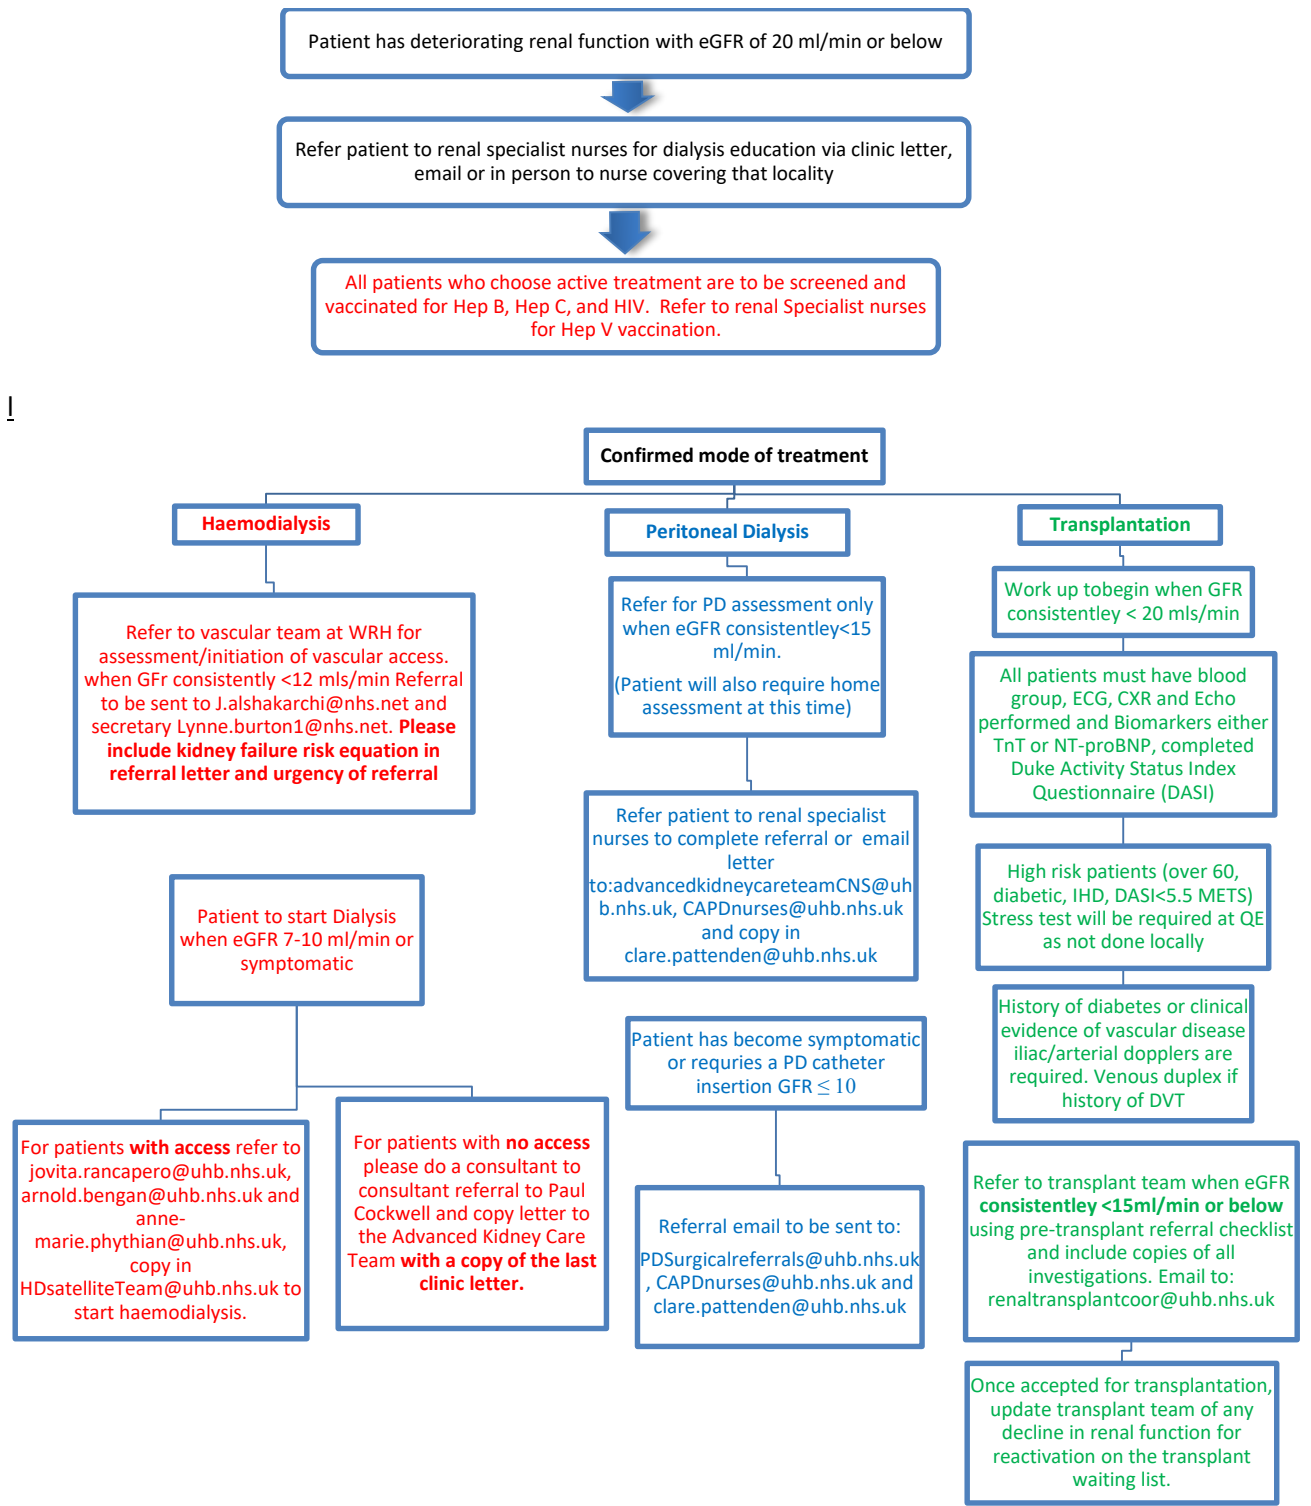 Patient has deteriorating renal function with eGFR of 20 ml/min or below
Refer patient to renal specialist nurses for dialysis education via clinic letter,
email or in person to nurse covering that locality
All patients who choose active treatment are to be screened and
vaccinated for Hep B, Hep C, and HIV.  Refer to renal Specialist nurses
for Hep V vaccination.
I
Confirmed mode of treatment
Haemodialysis
Refer to vascular team at WRH for
assessment/initiation of vascular access.
when GFr consistently <12 mls/min Referral
to be sent to J.alshakarchi@nhs.net and
secretary Lynne.burton1@nhs.net. Please
include kidney failure risk equation in
referral letter and urgency of referral
Patient to start Dialysis
when eGFR 7-10 ml/min or
symptomatic
For patients with access refer to
jovita.rancapero@uhb.nhs.uk,
arnold.bengan@uhb.nhs.uk and
anne-
marie.phythian@uhb.nhs.uk,
copy in
HDsatelliteTeam@uhb.nhs.uk to
start haemodialysis.
For patients with no access
please do a consultant to
consultant referral to Paul
Cockwell and copy letter to
the Advanced Kidney Care
Team with a copy of the last
clinic letter.
Peritoneal Dialysis
Refer for PD assessment only
when eGFR consistentley<15
ml/min.
(Patient will also require home
assessment at this time)
Refer patient to renal specialist
nurses to complete referral or  email
letter
to:advancedkidneycareteamCNS@uh
b.nhs.uk, CAPDnurses@uhb.nhs.uk
and copy in
clare.pattenden@uhb.nhs.uk
Patient has become symptomatic
or requries a PD catheter
insertion GFR ≤ 10
Referral email to be sent to:
PDSurgicalreferrals@uhb.nhs.uk
, CAPDnurses@uhb.nhs.uk and
clare.pattenden@uhb.nhs.uk
Transplantation
Work up tobegin when GFR
consistentley < 20 mls/min
All patients must have blood
group, ECG, CXR and Echo
performed and Biomarkers either
TnT or NT-proBNP, completed
Duke Activity Status Index
Questionnaire (DASI)
High risk patients (over 60,
diabetic, IHD, DASI<5.5 METS)
Stress test will be required at QE
as not done locally
History of diabetes or clinical
evidence of vascular disease
iliac/arterial dopplers are
required. Venous duplex if
history of DVT
Refer to transplant team when eGFR
consistentley <15ml/min or below
using pre-transplant referral checklist
and include copies of all
investigations. Email to:
renaltransplantcoor@uhb.nhs.uk
Once accepted for transplantation,
update transplant team of any
decline in renal function for
reactivation on the transplant
waiting list.